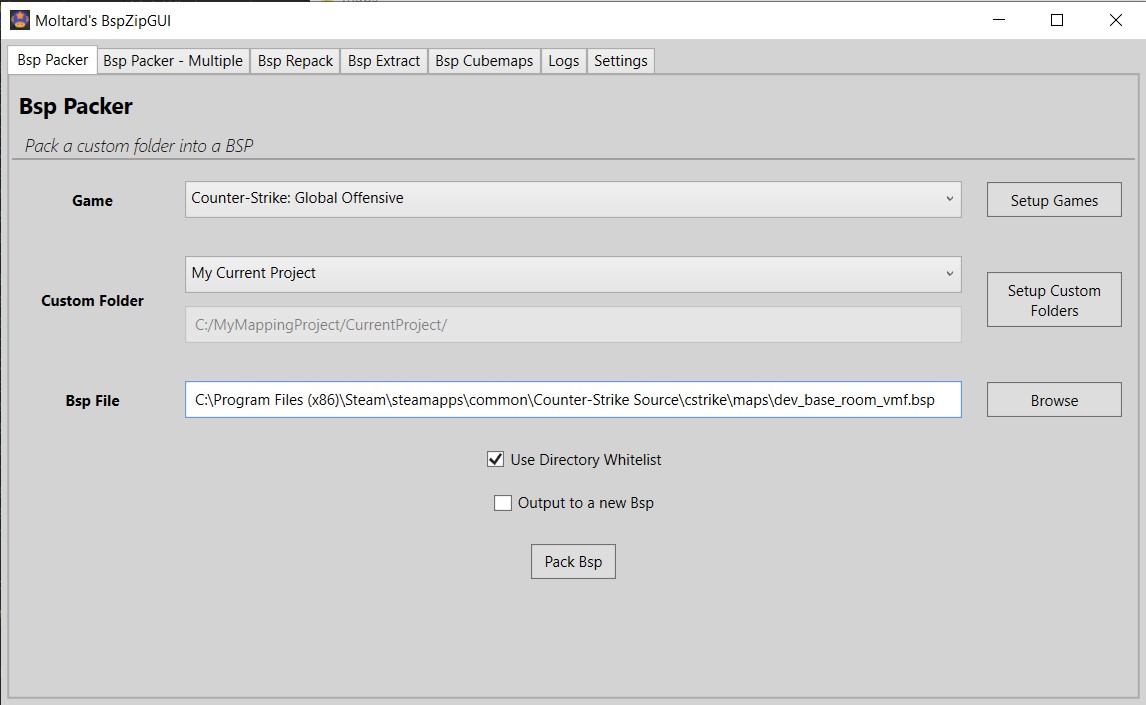 Moltard's BspZipGUI
Bsp Packer
Bsp Packer - Multiple
Bsp Repack
Bsp Extract
Bsp Cubemaps
Logs
Settings
Bsp Packer
Pack a custom folder into a BSP
Game
Counter-Strike: Global Offensive
Setup Games
My Current Project
Custom Folder
C:/MyMappingProject/CurrentProject/
Setup Custom
Folders
Bsp File
C:\Program Files (x86)\Steam\steamapps\common\Counter-Strike Source\cstrike\maps\dev_base_room_vmf.bsp
Browse
Use Directory Whitelist
Output to a new Bsp
Pack Bsp